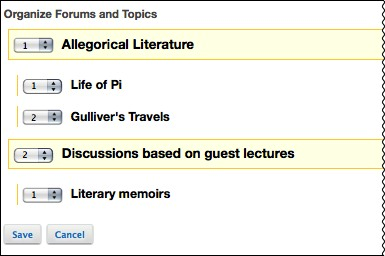 Organize Forums and Topics
1 Allegorical Literature
1 Life of Pi
2 Gulliver's Travels
2 Discussions based on guest lectures
1 Literary memoirs
Save Cancel